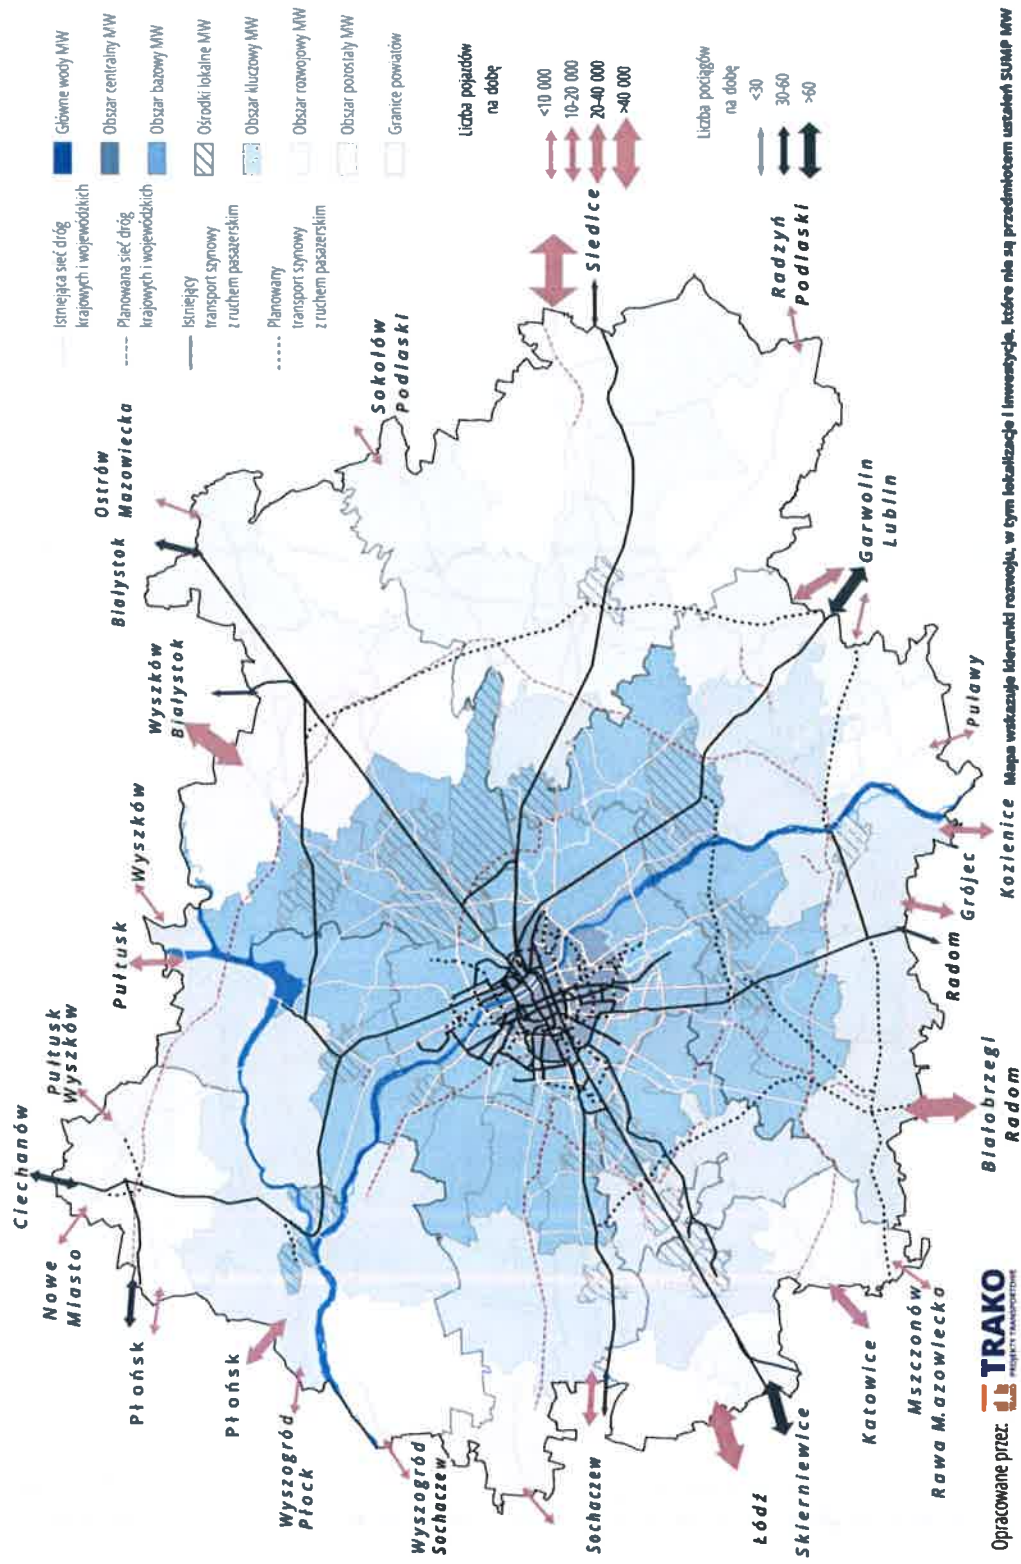 Ciechanów
Nowe
Miasto
Płońsk
Płońsk
Wyszogród
Płock
Wyszogród
Sochaczew
Sochaczew
Łódź
Skierniewice
Katowice
Mszczonów
Rawa Mazowiecka
Białobrzegi
Radom
Radom
Grójec
Kozienice
Puławy
Garwolin
Lublin
Radzyń
Podlaski
Siedlce
Sokołów
Podlaski
Ostrów
Mazowiecka
Białystok
Wyszków
Białystok
Wyszków
Pułtusk
Pułtusk
Wyszków
Istniejąca sieć dróg
krajowych i wojewódzkich
Planowana sieć dróg
krajowych i wojewódzkich
Istniejący
transport szynowy
z ruchem pasażerskim
Planowany
transport szynowy
z ruchem pasażerskim
Główne wody MW
Obszar centralny MW
Obszar bazowy MW
Ośrodki lokalne MW
Obszar kluczowy MW
Obszar rozwojowy MW
Obszar pozostały MW
Granice powiatów
Liczba pojazdów
na dobę
<10 000
10-20 000
20-40 000
>40 000
Liczba pociągów
na dobę
<30
30-60
>60
Opracowane przez:
TRAKO
TRAKO
PROJEKTY TRANSPORTOWE
Mapa wskazuje kierunki rozwoju, w tym lokalizacje i inwestycje, które nie są przedmiotem ustaleń SUMP MW